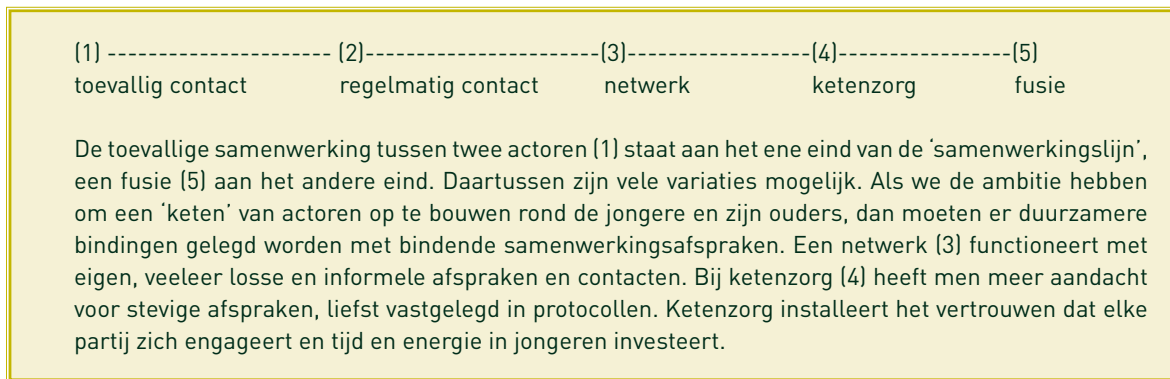 (1) ---------------------- (2)-----------------------(3)------------------(4)-----------------(5)
toevallig contact regelmatig contact netwerk ketenzorg fusie
De toevallige samenwerking tussen twee actoren (1) staat aan het ene eind van de ‘samenwerkingslijn’,
een fusie (5) aan het andere eind. Daartussen zijn vele variaties mogelijk. Als we de ambitie hebben
om een ‘keten’ van actoren op te bouwen rond de jongere en zijn ouders, dan moeten er duurzamere
bindingen gelegd worden met bindende samenwerkingsafspraken. Een netwerk (3) functioneert met
eigen, veeleer losse en informele afspraken en contacten. Bij ketenzorg (4) heeft men meer aandacht
voor stevige afspraken, liefst vastgelegd in protocollen. Ketenzorg installeert het vertrouwen dat elke
partij zich engageert en tijd en energie in jongeren investeert.